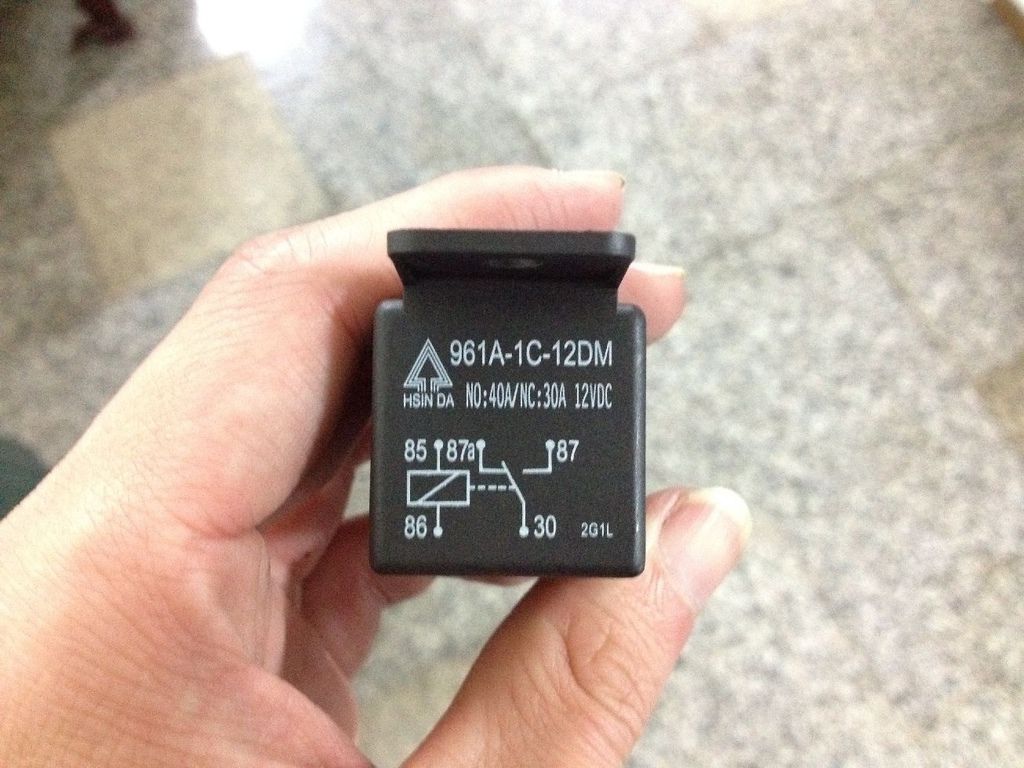 961A-1C-12DM
HSIN DA NO:40A/NC:30A 12VDC
85 87a 87
86 30 2G1L